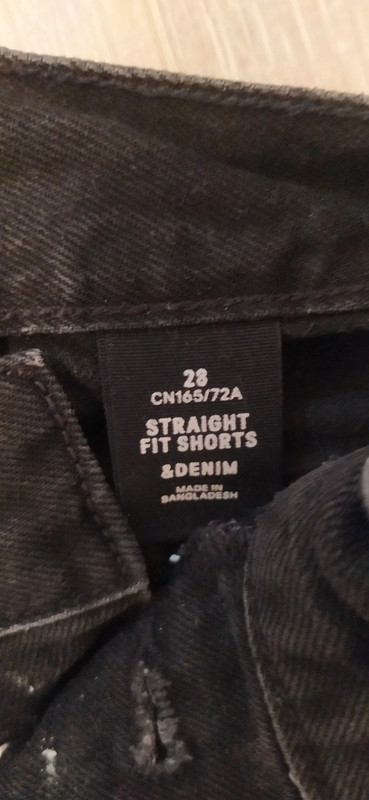 28
CN165/72A
STRAIGHT
FIT SHORTS
&DENIM
MADE IN
BANGLADESH